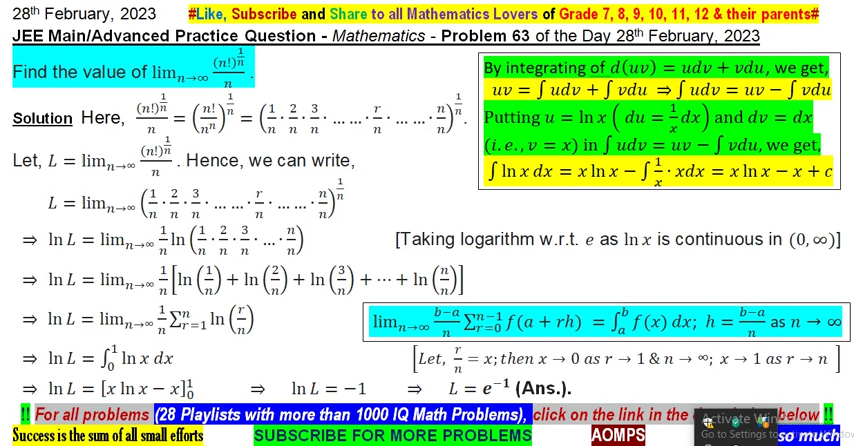 28th February, 2023 #Like, Subscribe and Share to all Mathematics Lovers of Grade 7, 8, 9, 10, 11, 12 & their parents#
JEE Main/Advanced Practice Question - Mathematics - Problem 63 of the Day 28th February, 2023
Find the value of lim_{n→∞} (n!)^{1/n}/n .
By integrating of d(uv) = udv + vdu, we get,
uv = ∫ udv + ∫ vdu ⇒ ∫ udv = uv − ∫ vdu
Putting u = ln x ( du = 1/x dx ) and dv = dx
(i.e., v = x) in ∫ udv = uv − ∫ vdu, we get,
∫ ln x dx = x ln x − ∫ 1/x · xdx = x ln x − x + c
Solution Here, (n!)^{1/n}/n = (n!/n^n)^{1/n} = (1/n · 2/n · 3/n · … … · r/n · … … · n/n)^{1/n}.
Let, L = lim_{n→∞} (n!)^{1/n}/n . Hence, we can write,
L = lim_{n→∞} (1/n · 2/n · 3/n · … … · r/n · … … · n/n)^{1/n}
⇒ ln L = lim_{n→∞} 1/n ln (1/n · 2/n · 3/n · … · n/n) [Taking logarithm w.r.t. e as ln x is continuous in (0, ∞)]
⇒ ln L = lim_{n→∞} 1/n [ln (1/n) + ln (2/n) + ln (3/n) + ⋯ + ln (n/n)]
⇒ ln L = lim_{n→∞} 1/n Σ_{r=1}^{n} ln (r/n) lim_{n→∞} (b−a)/n Σ_{r=0}^{n−1} f(a + rh) = ∫_a^b f(x) dx; h = (b−a)/n as n → ∞
⇒ ln L = ∫_0^1 ln x dx [Let, r/n = x; then x → 0 as r → 1 & n → ∞; x → 1 as r → n ]
⇒ ln L = [x ln x − x]_0^1 ⇒ ln L = −1 ⇒ L = e^{−1} (Ans.).
!! For all problems (28 Playlists with more than 1000 IQ Math Problems), click on the link in the below !!
Activate
Success is the sum of all small efforts SUBSCRIBE FOR MORE PROBLEMS AOMPS so much
Go to Settings to